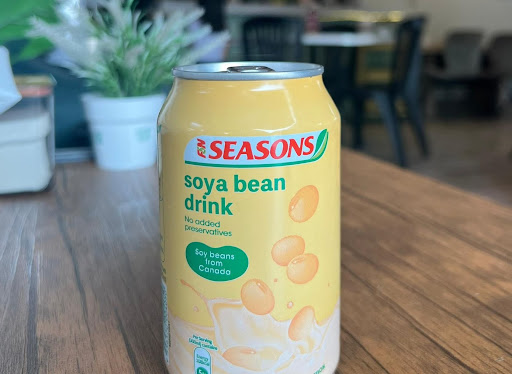 F&N SEASONS
soya bean
drink
No added
preservatives
Soy beans
from
Canada